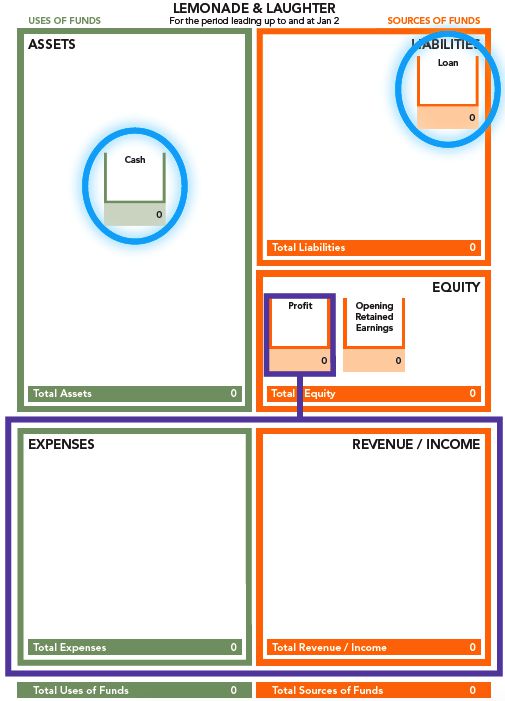 LEMONADE & LAUGHTER
USES OF FUNDS
For the period leading up to and at Jan 2
SOURCES OF FUNDS
ASSETS
Cash
0
Total Assets 0
LIABILITIES
Loan
0
Total Liabilities 0
EQUITY
Profit
0
Opening
Retained
Earnings
0
Total Equity 0
EXPENSES
Total Expenses 0
REVENUE / INCOME
Total Revenue / Income 0
Total Uses of Funds 0
Total Sources of Funds 0